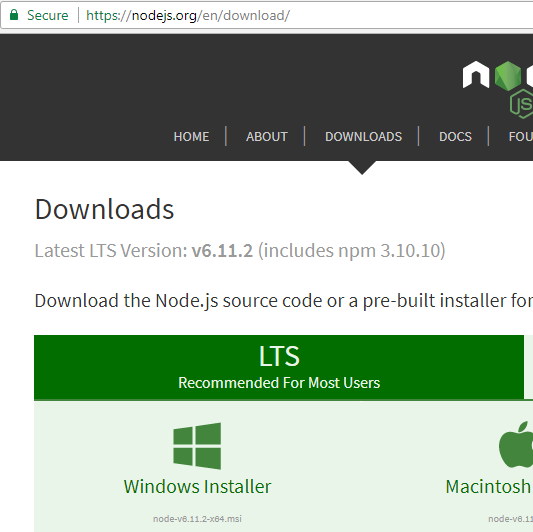 Secure https://nodejs.org/en/download/
JS
HOME ABOUT DOWNLOADS DOCS FOU
Downloads
Latest LTS Version: v6.11.2 (includes npm 3.10.10)
Download the Node.js source code or a pre-built installer for
LTS
Recommended For Most Users
Windows Installer Macintosh
node-v6.11.2-x64.msi node-v6.11